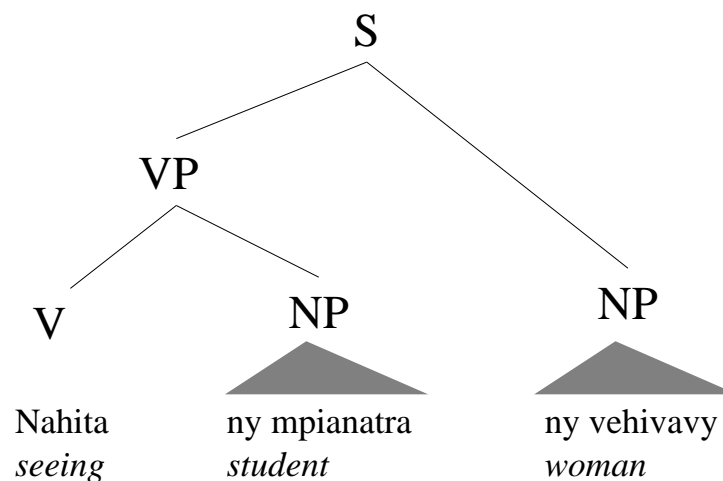 S
VP
V NP NP
Nahita ny mpianatra ny vehivavy
seeing student woman